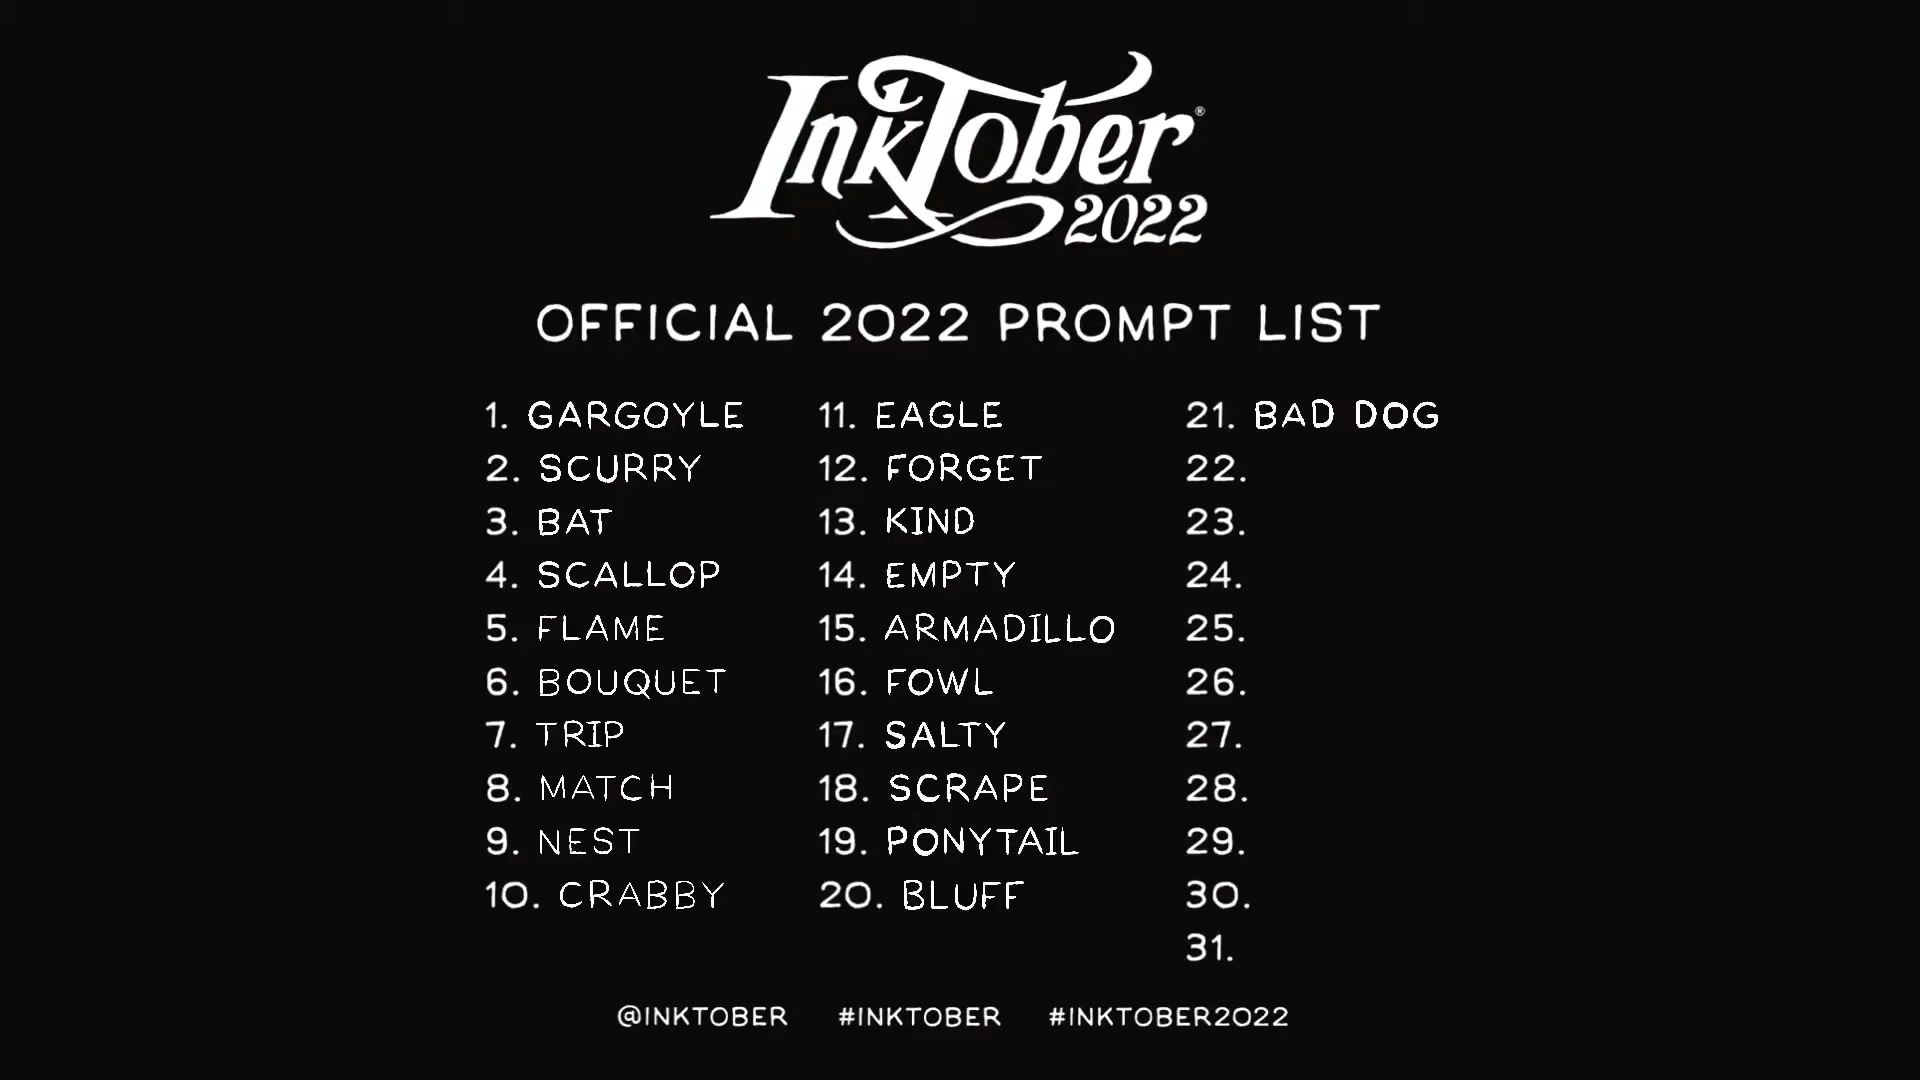 InkTober®
2022
OFFICIAL 2022 PROMPT LIST
1. GARGOYLE
2. SCURRY
3. BAT
4. SCALLOP
5. FLAME
6. BOUQUET
7. TRIP
8. MATCH
9. NEST
10. CRABBY
11. EAGLE
12. FORGET
13. KIND
14. EMPTY
15. ARMADILLO
16. FOWL
17. SALTY
18. SCRAPE
19. PONYTAIL
20. BLUFF
21. BAD DOG
22.
23.
24.
25.
26.
27.
28.
29.
30.
31.
@INKTOBER #INKTOBER #INKTOBER2022